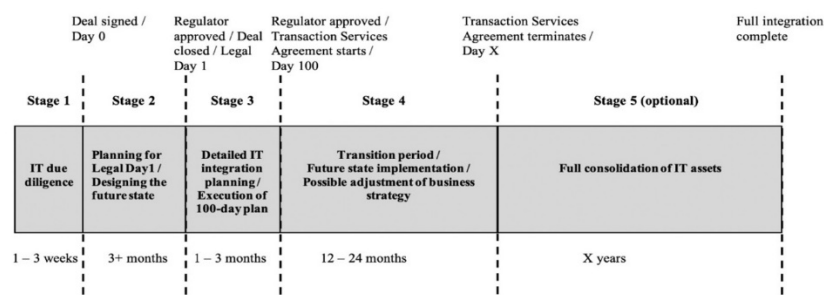 Deal signed /
Day 0
Regulator
approved / Deal
closed / Legal
Day 1
Regulator approved /
Transaction Services
Agreement starts /
Day 100
Transaction Services
Agreement terminates /
Day X
Full integration
complete
Stage 1
Stage 2
Stage 3
Stage 4
Stage 5 (optional)
IT due
diligence
Planning for
Legal Day1 /
Designing the
future state
Detailed IT
integration
planning /
Execution of
100-day plan
Transition period /
Future state implementation /
Possible adjustment of business
strategy
Full consolidation of IT assets
1 – 3 weeks
3+ months
1 – 3 months
12 – 24 months
X years